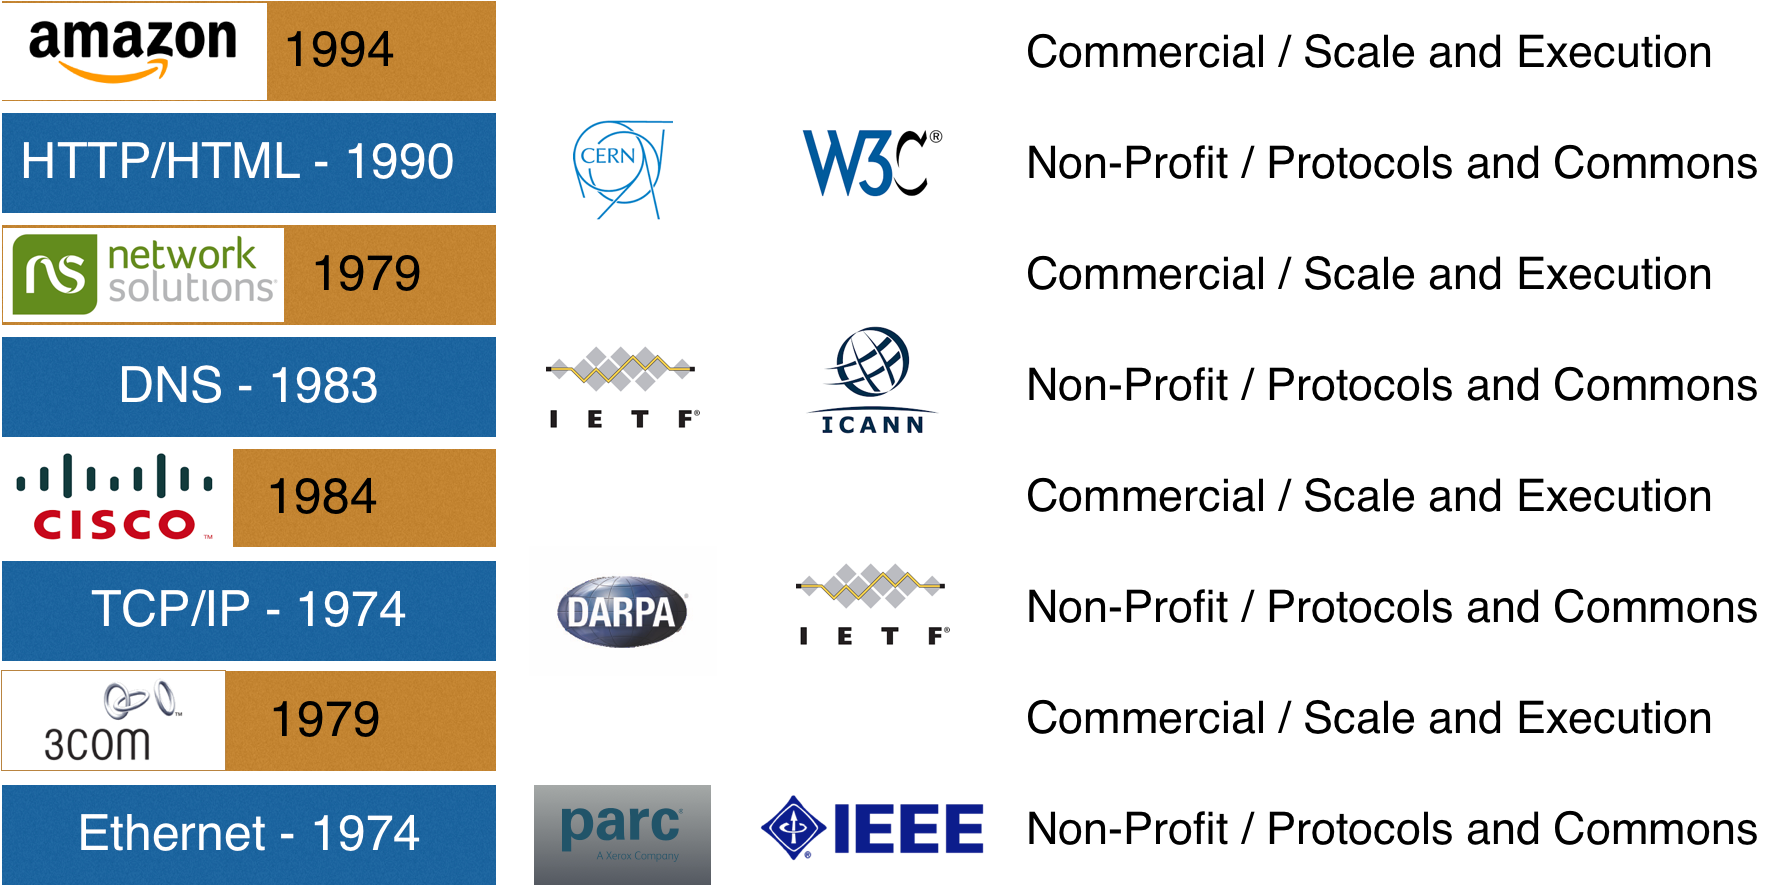 amazon 1994 Commercial / Scale and Execution
HTTP/HTML - 1990 CERN W3C® Non-Profit / Protocols and Commons
ns network solutions® 1979 Commercial / Scale and Execution
DNS - 1983 IETF® ICANN Non-Profit / Protocols and Commons
CISCO™ 1984 Commercial / Scale and Execution
TCP/IP - 1974 DARPA® IETF® Non-Profit / Protocols and Commons
3COM™ 1979 Commercial / Scale and Execution
Ethernet - 1974 parc® A Xerox Company IEEE® Non-Profit / Protocols and Commons